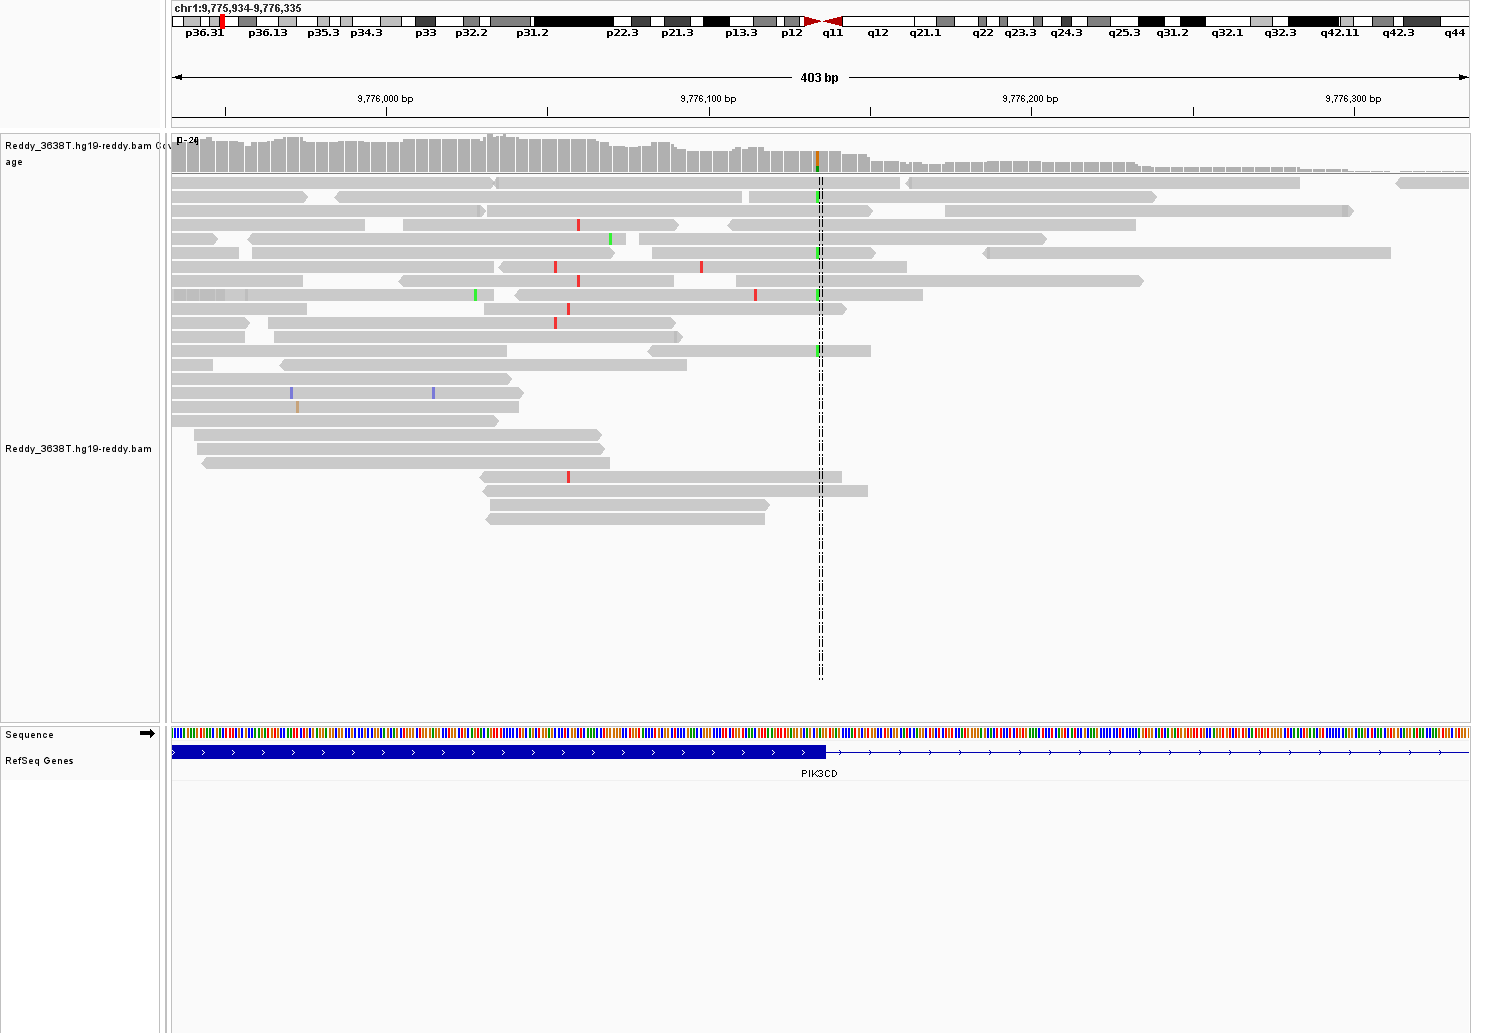 chr1:9,775,934-9,776,335
p36.31 p36.13 p35.3 p34.3 p33 p32.2 p31.2 p22.3 p21.3 p13.3 p12 q11 q12 q21.1 q22 q23.3 q24.3 q25.3 q31.2 q32.1 q32.3 q42.11 q42.3 q44
403 bp
9,776,000 bp 9,776,100 bp 9,776,200 bp 9,776,300 bp
Reddy_3638T.hg19-reddy.bam Cov
age
Reddy_3638T.hg19-reddy.bam
Sequence
RefSeq Genes
PIK3CD